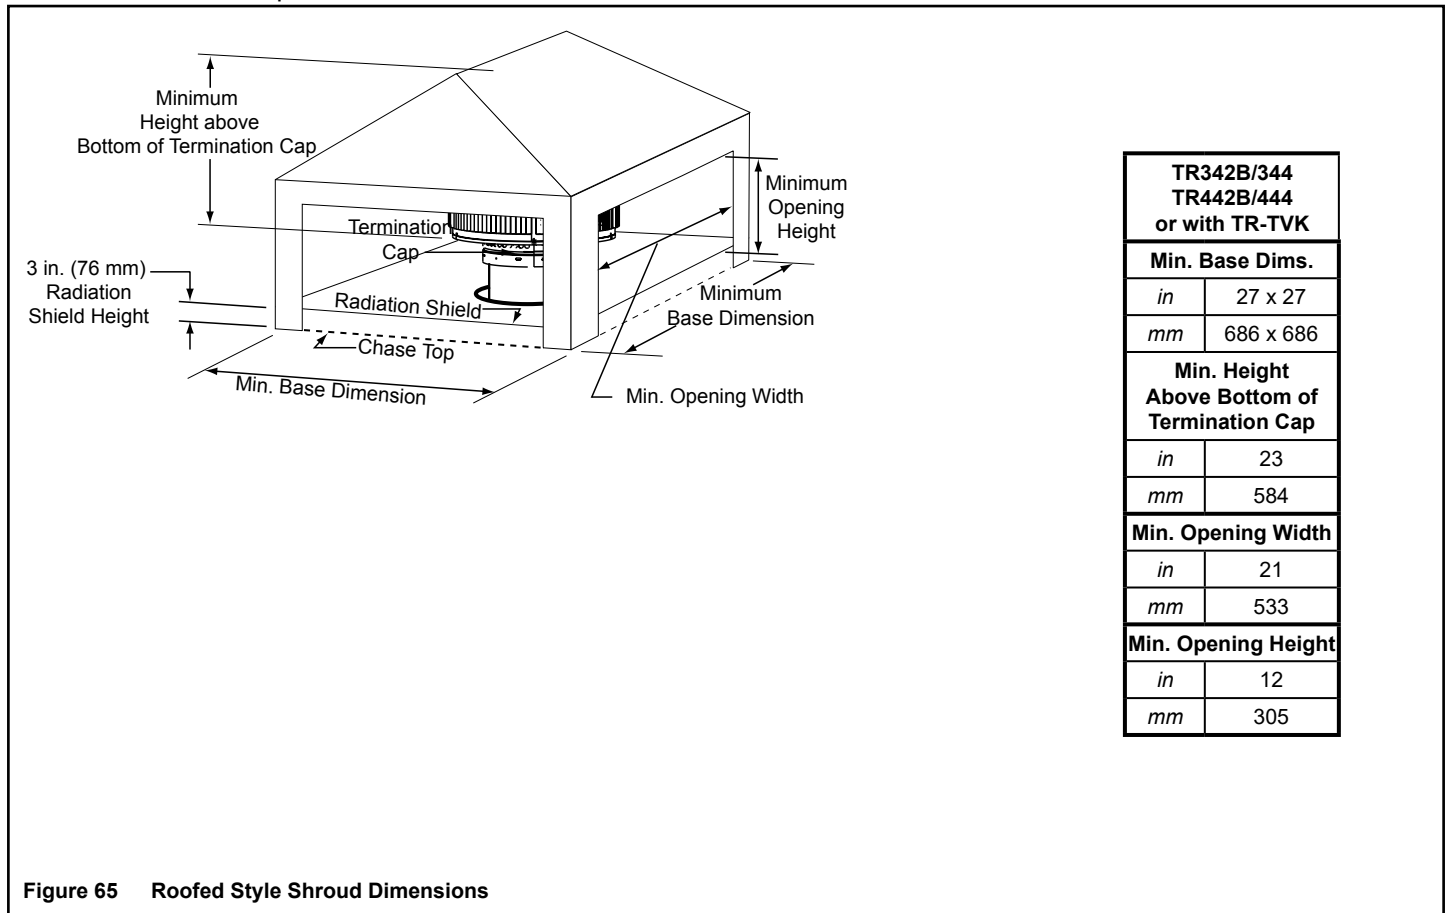 Minimum
Height above
Bottom of Termination Cap
3 in. (76 mm)
Radiation
Shield Height
Termination
Cap
Radiation Shield
Chase Top
Min. Base Dimension
Minimum
Opening
Height
Minimum
Base Dimension
Min. Opening Width
TR342B/344
TR442B/444
or with TR-TVK
Min. Base Dims.
in 27 x 27
mm 686 x 686
Min. Height
Above Bottom of
Termination Cap
in 23
mm 584
Min. Opening Width
in 21
mm 533
Min. Opening Height
in 12
mm 305
Figure 65 Roofed Style Shroud Dimensions